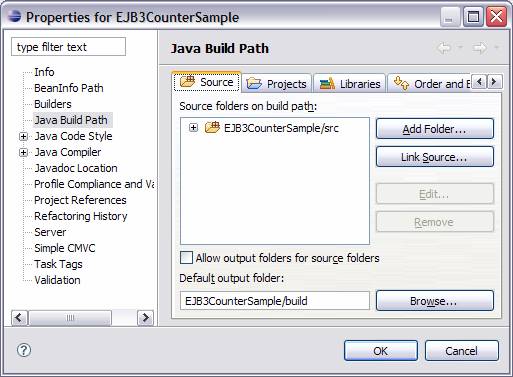 Properties for EJB3CounterSample
type filter text
Info
BeanInfo Path
Builders
Java Build Path
Java Code Style
Java Compiler
Javadoc Location
Profile Compliance and
Project References
Refactoring History
Server
Simple CMVC
Task Tags
Validation
Java Build Path
Source
Projects
Libraries
Order and
Source folders on build path:
EJB3CounterSample/src
Add Folder...
Link Source...
Edit...
Remove
Allow output folders for source folders
Default output folder:
EJB3CounterSample/build
Browse...
?
OK
Cancel